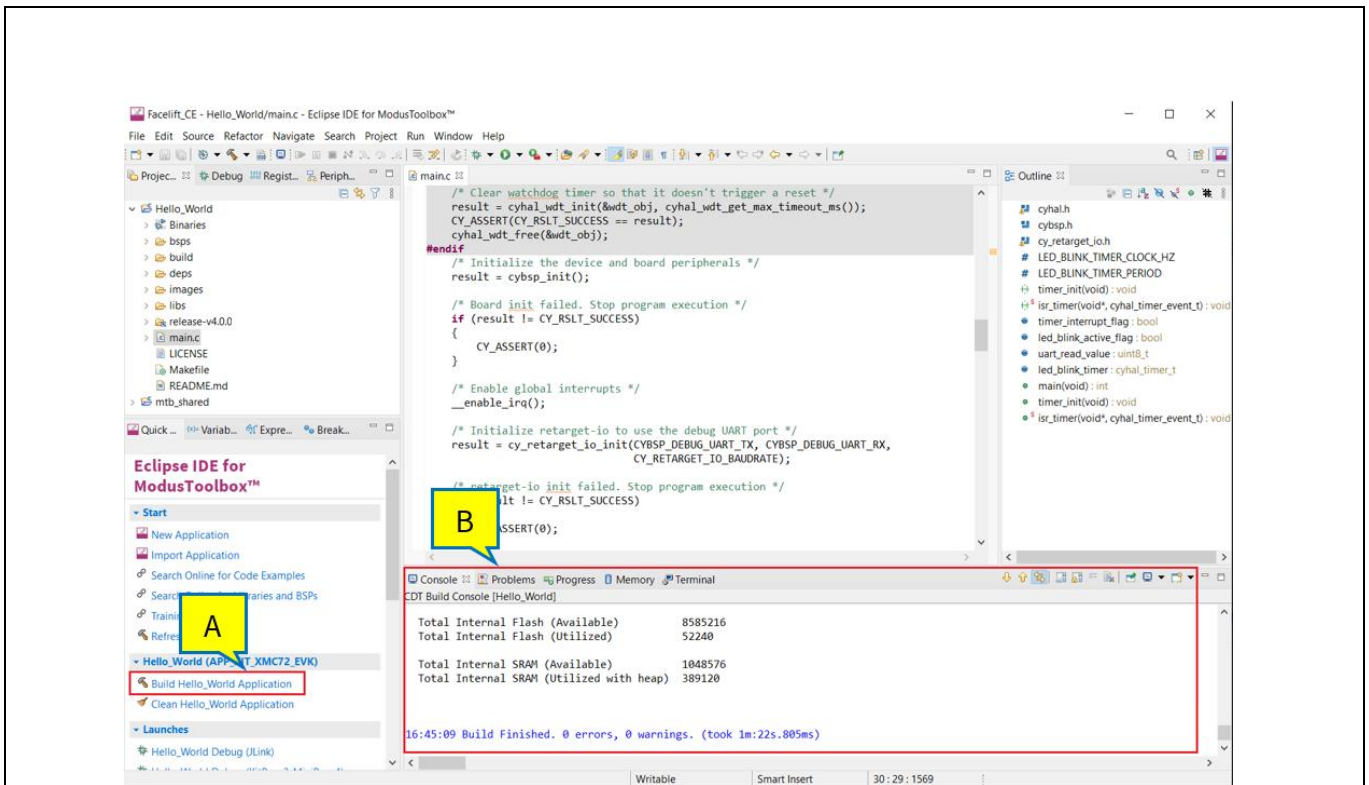 Facelift_CE - Hello_World/main.c - Eclipse IDE for ModusToolbox™
File Edit Source Refactor Navigate Search Project Run Window Help
Projec... Debug Regist... Periph...
Hello_World
Binaries
bsps
build
deps
images
libs
release-v4.0.0
main.c
LICENSE
Makefile
README.md
mtb_shared
main.c
/* Clear watchdog timer so that it doesn't trigger a reset */
result = cyhal_wdt_init(&wdt_obj, cyhal_wdt_get_max_timeout_ms());
CY_ASSERT(CY_RSLT_SUCCESS == result);
cyhal_wdt_free(&wdt_obj);
#endif
/* Initialize the device and board peripherals */
result = cybsp_init();
/* Board init failed. Stop program execution */
if (result != CY_RSLT_SUCCESS)
{
CY_ASSERT(0);
}
/* Enable global interrupts */
__enable_irq();
/* Initialize retarget-io to use the debug UART port */
result = cy_retarget_io_init(CYBSP_DEBUG_UART_TX, CYBSP_DEBUG_UART_RX,
CY_RETARGET_IO_BAUDRATE);
/* retarget-io init failed. Stop program execution */
lt != CY_RSLT_SUCCESS)
ASSERT(0);
B
Outline
cyhal.h
cybsp.h
cy_retarget_io.h
# LED_BLINK_TIMER_CLOCK_HZ
# LED_BLINK_TIMER_PERIOD
timer_init(void) : void
S isr_timer(void*, cyhal_timer_event_t) : void
timer_interrupt_flag : bool
led_blink_active_flag : bool
uart_read_value : uint8_t
led_blink_timer : cyhal_timer_t
main(void) : int
timer_init(void) : void
S isr_timer(void*, cyhal_timer_event_t) : void
Quick ... Variab... Expre... Break...
Eclipse IDE for
ModusToolbox™
Start
New Application
Import Application
Search Online for Code Examples
Search raries and BSPs
Trainin
Refres
A
Hello_World (APP_ IT_XMC72_EVK)
Build Hello_World Application
Clean Hello_World Application
Launches
Hello_World Debug (JLink)
Console Problems Progress Memory Terminal
CDT Build Console [Hello_World]
Total Internal Flash (Available) 8585216
Total Internal Flash (Utilized) 52240
Total Internal SRAM (Available) 1048576
Total Internal SRAM (Utilized with heap) 389120
16:45:09 Build Finished. 0 errors, 0 warnings. (took 1m:22s.805ms)
Writable Smart Insert 30 : 29 : 1569